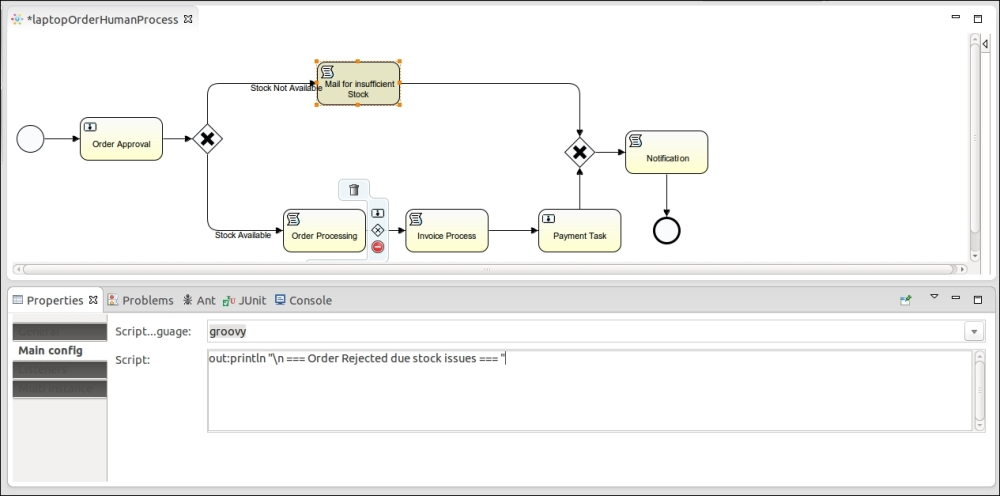 *laptopOrderHumanProcess
Stock Not Available
Mail for insufficient
Stock
Order Approval
Notification
Stock Available
Order Processing
Invoice Process
Payment Task
Properties
Problems
Ant
JUnit
Console
General
Script...guage:
groovy
Main config
Script:
out:println "\n === Order Rejected due stock issues === "
Listeners
Multi instance